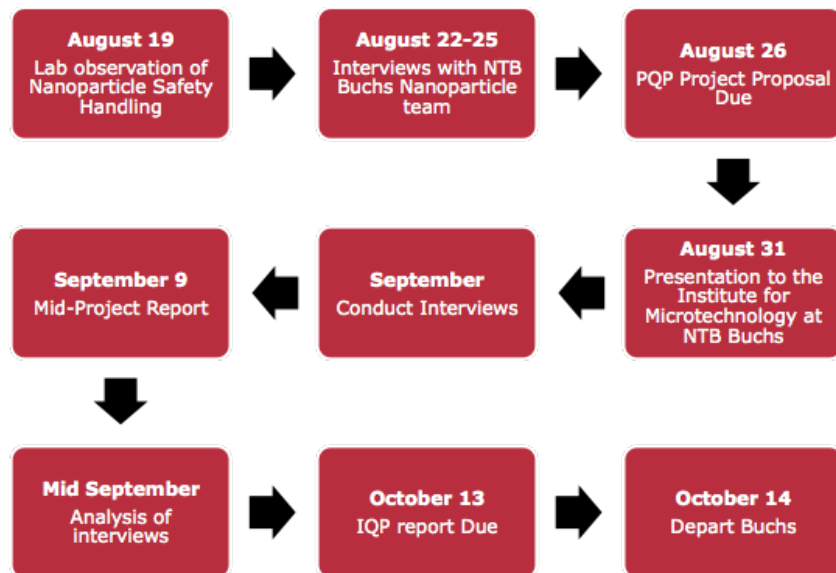 August 19
Lab observation of
Nanoparticle Safety
Handling
August 22-25
Interviews with NTB
Buchs Nanoparticle
team
August 26
PQP Project Proposal
Due
August 31
Presentation to the
Institute for
Microtechnology at
NTB Buchs
September
Conduct Interviews
September 9
Mid-Project Report
Mid September
Analysis of
interviews
October 13
IQP report Due
October 14
Depart Buchs